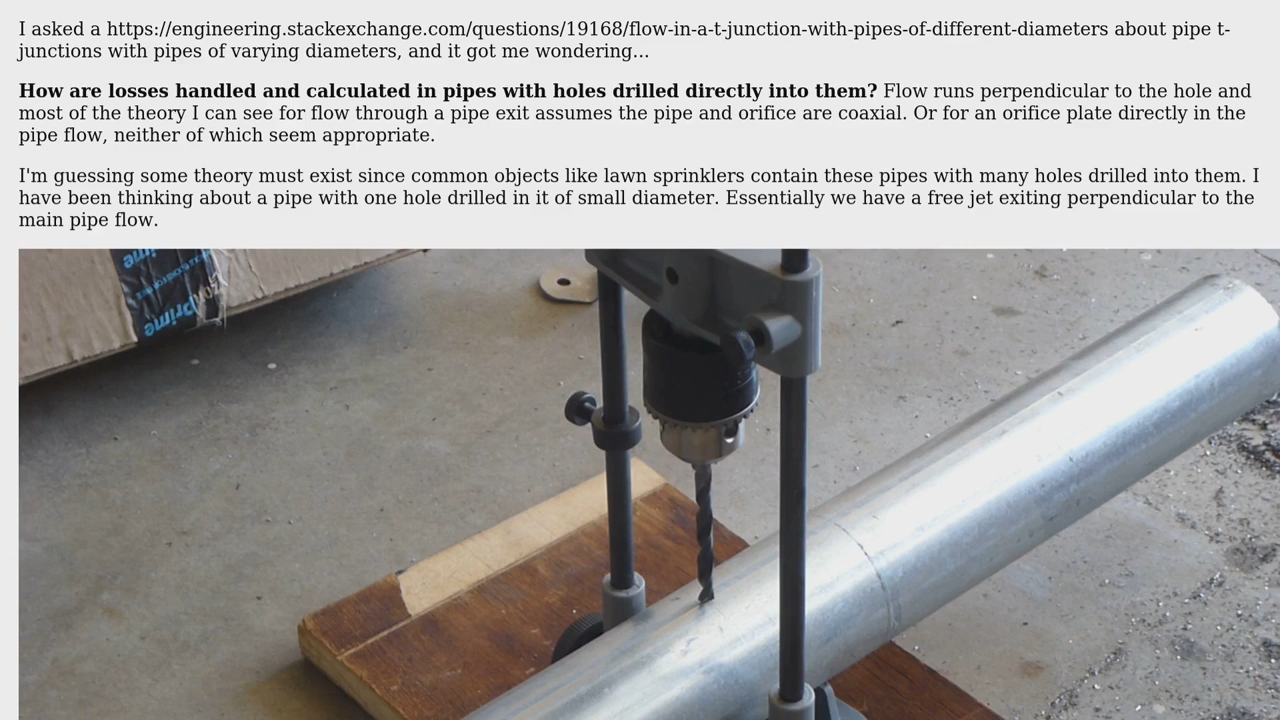 I asked a https://engineering.stackexchange.com/questions/19168/flow-in-a-t-junction-with-pipes-of-different-diameters about pipe t-
junctions with pipes of varying diameters, and it got me wondering...
How are losses handled and calculated in pipes with holes drilled directly into them? Flow runs perpendicular to the hole and
most of the theory I can see for flow through a pipe exit assumes the pipe and orifice are coaxial. Or for an orifice plate directly in the
pipe flow, neither of which seem appropriate.
I'm guessing some theory must exist since common objects like lawn sprinklers contain these pipes with many holes drilled into them. I
have been thinking about a pipe with one hole drilled in it of small diameter. Essentially we have a free jet exiting perpendicular to the
main pipe flow.
Prime